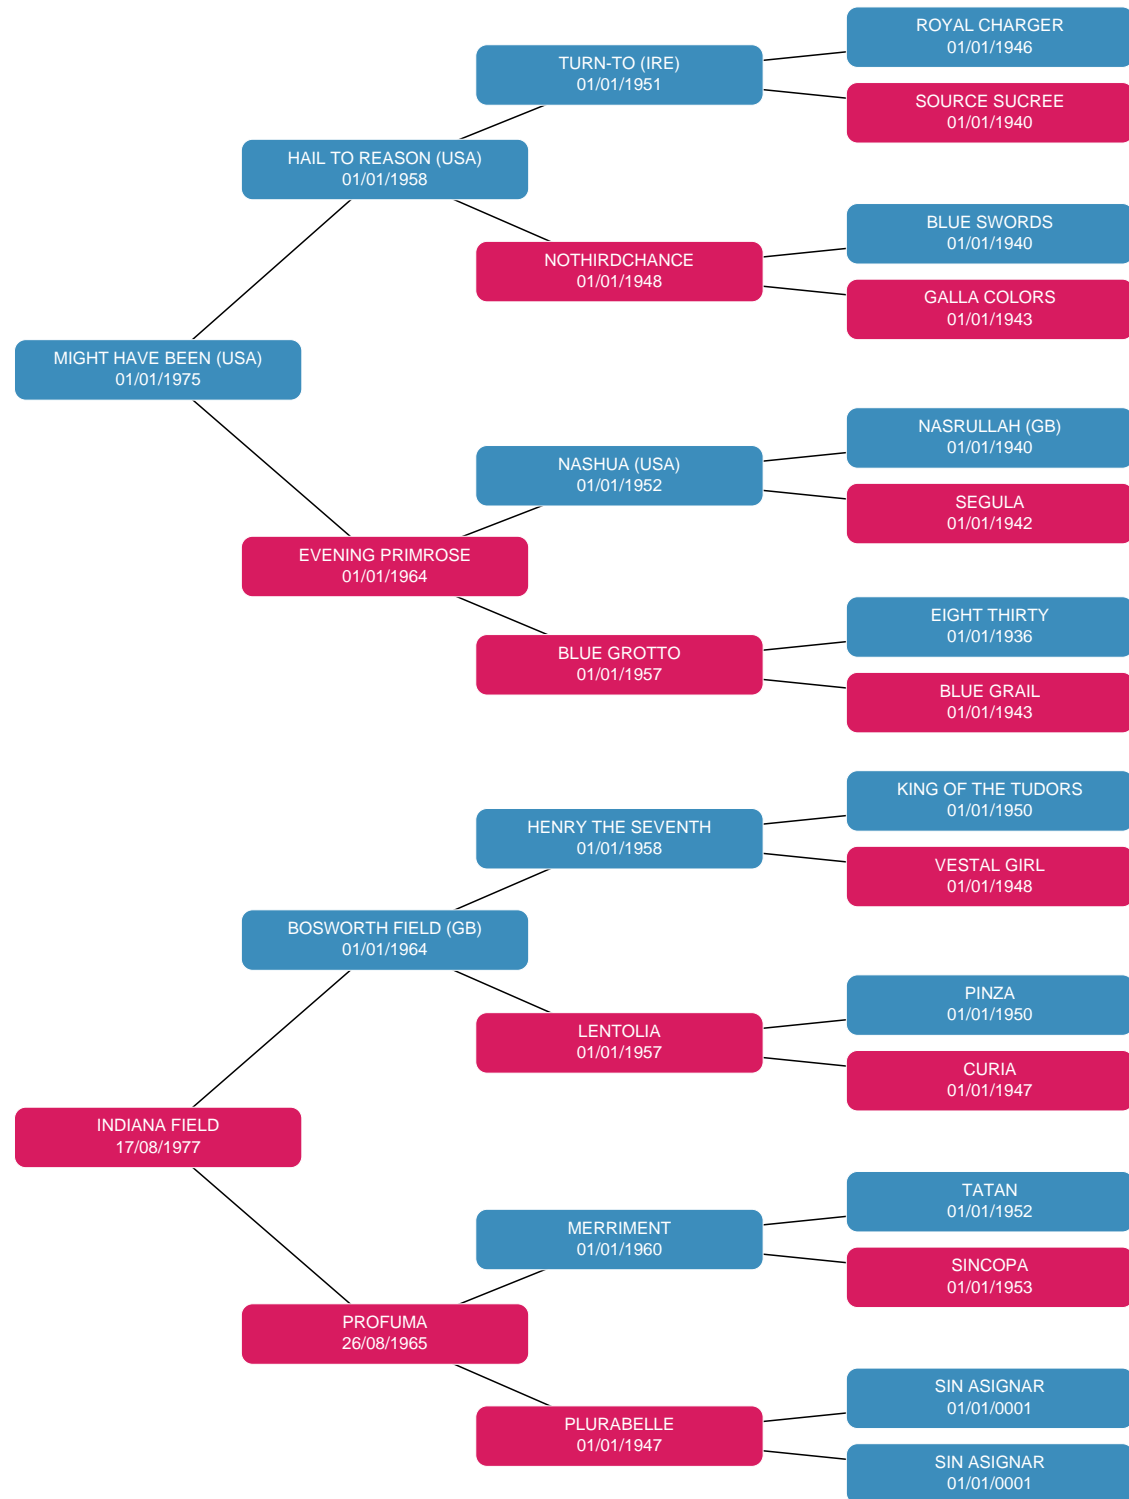 ROYAL CHARGER
01/01/1946
TURN-TO (IRE)
01/01/1951
SOURCE SUCREE
01/01/1940
HAIL TO REASON (USA)
01/01/1958
BLUE SWORDS
01/01/1940
NOTHIRDCHANCE
01/01/1948
GALLA COLORS
01/01/1943
MIGHT HAVE BEEN (USA)
01/01/1975
NASRULLAH (GB)
01/01/1940
NASHUA (USA)
01/01/1952
SEGULA
01/01/1942
EVENING PRIMROSE
01/01/1964
EIGHT THIRTY
01/01/1936
BLUE GROTTO
01/01/1957
BLUE GRAIL
01/01/1943
KING OF THE TUDORS
01/01/1950
HENRY THE SEVENTH
01/01/1958
VESTAL GIRL
01/01/1948
BOSWORTH FIELD (GB)
01/01/1964
PINZA
01/01/1950
LENTOLIA
01/01/1957
CURIA
01/01/1947
INDIANA FIELD
17/08/1977
TATAN
01/01/1952
MERRIMENT
01/01/1960
SINCOPA
01/01/1953
PROFUMA
26/08/1965
SIN ASIGNAR
01/01/0001
PLURABELLE
01/01/1947
SIN ASIGNAR
01/01/0001